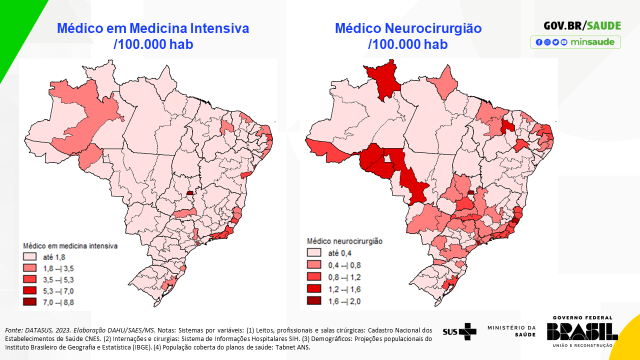 Médico em Medicina Intensiva
/100.000 hab
Médico Neurocirurgião
/100.000 hab
GOV.BR/SAUDE
minsaude
Médico em medicina intensiva
até 1,8
1,8 --| 3,5
3,5 --| 5,3
5,3 --| 7,0
7,0 --| 8,8
Médico neurocirurgião
até 0,4
0,4 --| 0,8
0,8 --| 1,2
1,2 --| 1,6
1,6 --| 2,0
Fonte: DATASUS, 2023. Elaboração DAHU/SAES/MS. Notas: Sistemas por variáveis: (1) Leitos, profissionais e salas cirúrgicas: Cadastro Nacional dos
Estabelecimentos de Saúde CNES. (2) Internações e cirurgias: Sistema de Informações Hospitalares SIH. (3) Demográficos: Projeções populacionais do
Instituto Brasileiro de Geografia e Estatística (IBGE). (4) População coberta do planos de saúde: Tabnet ANS.
SUS
MINISTÉRIO DA
SAÚDE
GOVERNO FEDERAL
BRASIL
UNIÃO E RECONSTRUÇÃO